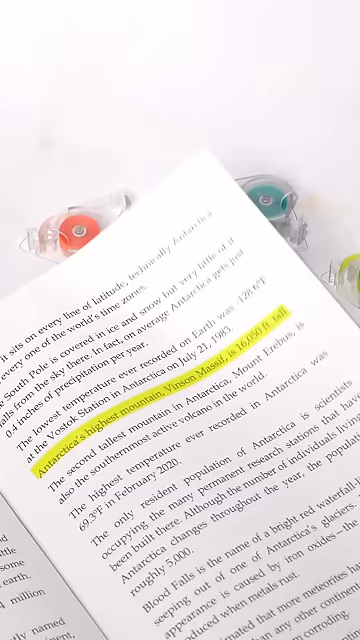 it sits on every line of latitude, technically Antarctica
every one of the world's time zones.
South Pole is covered in ice and snow but very little of it
falls from the sky there. In fact, on average Antarctica gets just
0.4 inches of precipitation per year.
The lowest temperature ever recorded on Earth was -128.6°F
at the Vostok Station in Antarctica on July 21, 1983.
Antarctica's highest mountain, Vinson Massif, is 16,050 ft. tall.
The second tallest mountain in Antarctica, Mount Erebus, is
also the southernmost active volcano in the world.
The highest temperature ever recorded in Antarctica was
69.3°F in February 2020.
The only resident population of Antarctica is scientists
occupying the many permanent research stations that have
been built there. Although the number of individuals living
Antarctica changes throughout the year, the
roughly 5,000.
Blood Falls is the name of a bright red
seeping out of one of Antarctica's glaciers.
appearance is caused by iron oxides
produced when metals rust.
that more meteorites
any other
corroding.
some
earth.
million
named